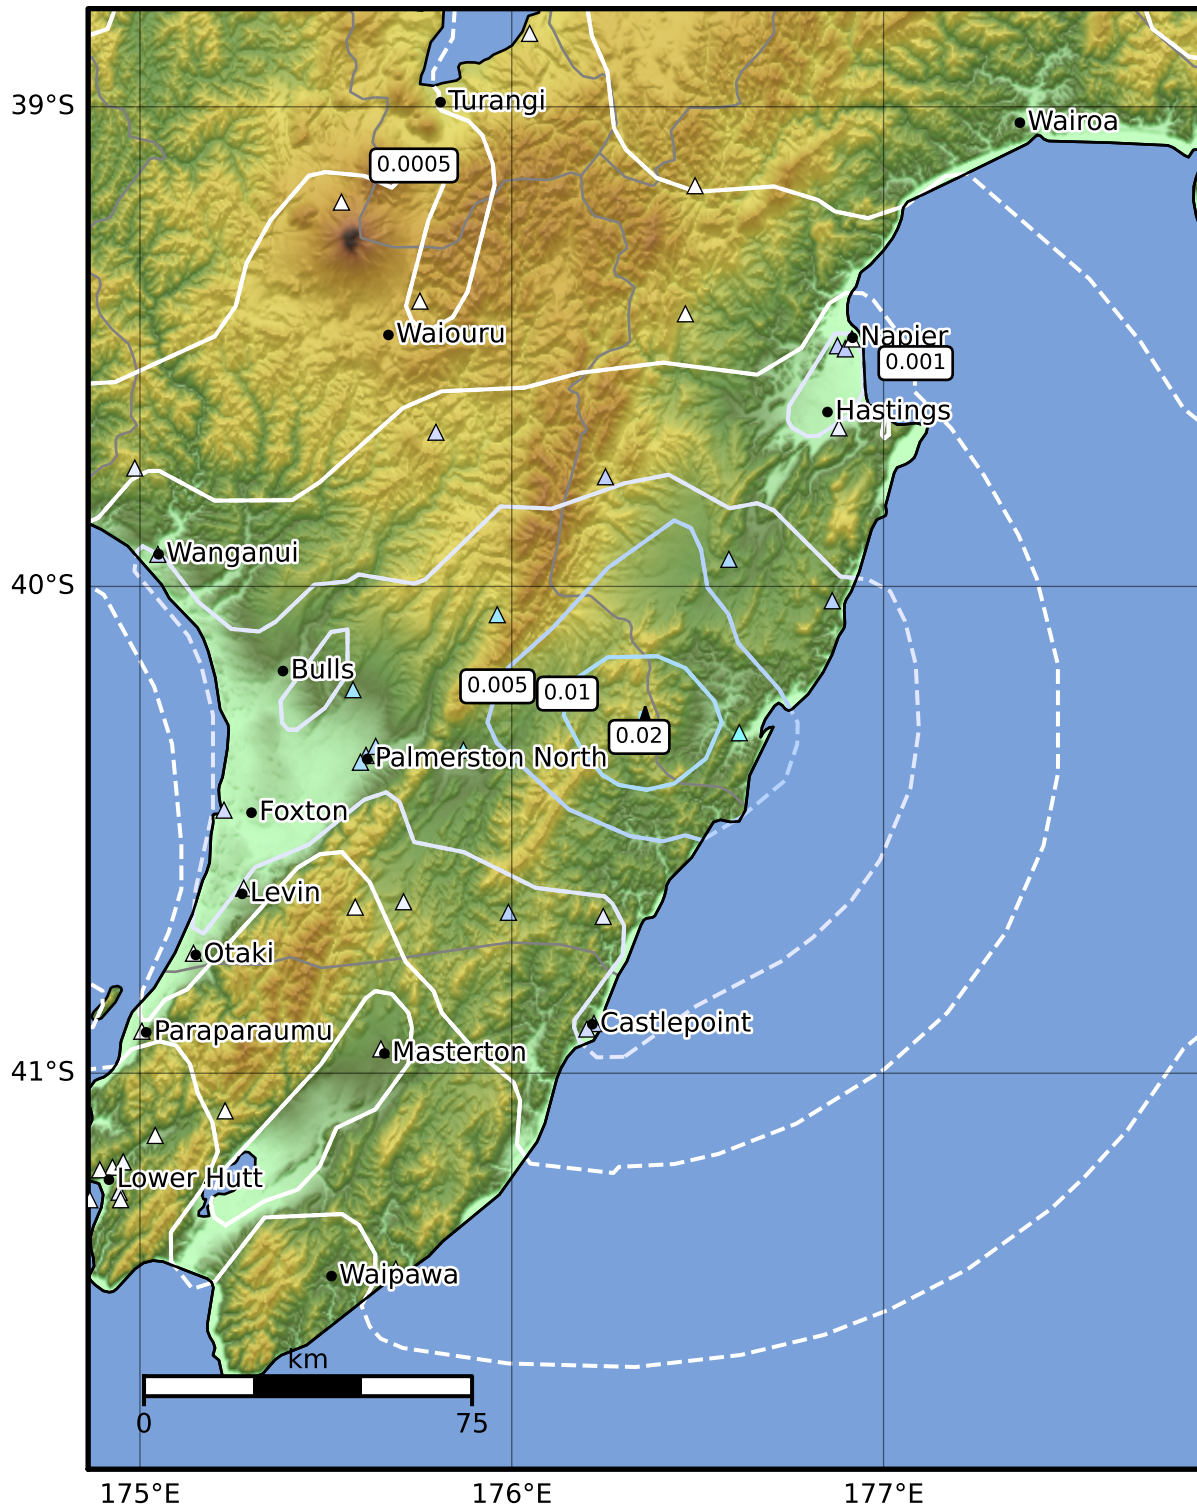 39°S
Turangi
Wairoa
0.0005
Waiouru
Napier
0.001
Hastings
Wanganui
40°S
Bulls
0.005
0.01
0.02
Palmerston North
Foxton
Levin
Otaki
Castlepoint
Paraparaumu
Masterton
41°S
Lower Hutt
Waipawa
km
0
75
175°E
176°E
177°E